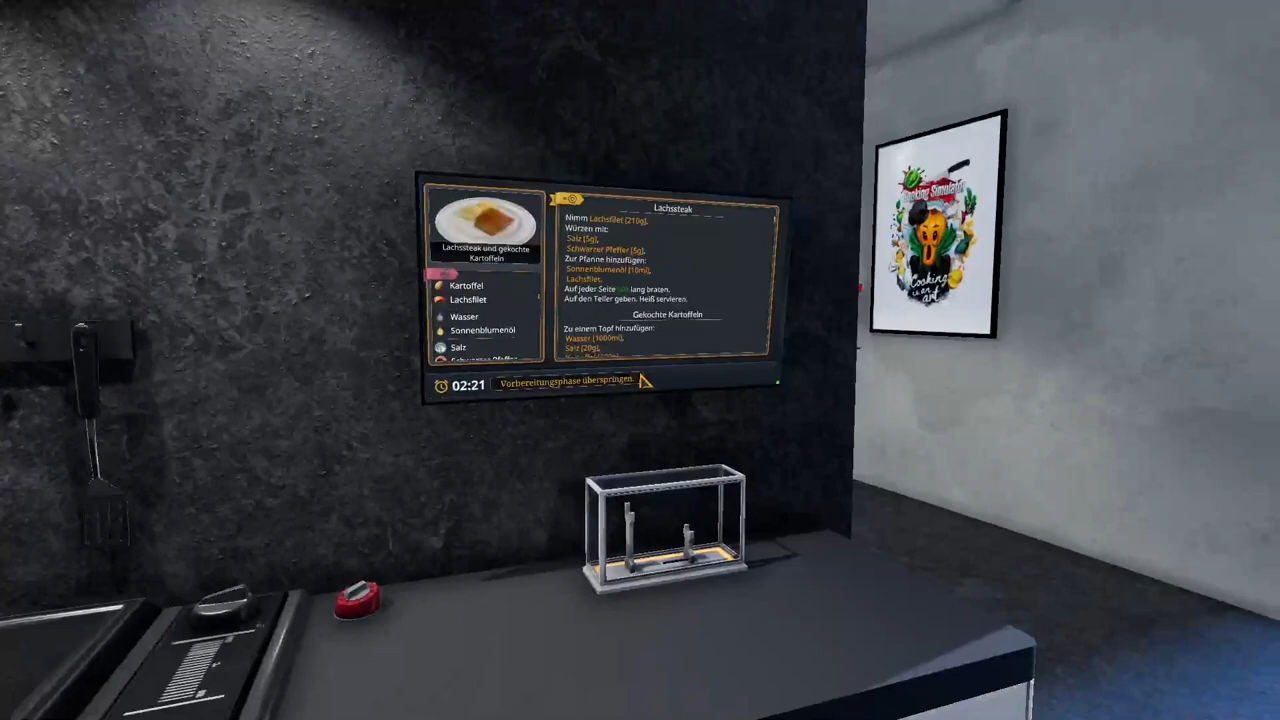 Lachssteak und gekochte
Kartoffeln
Kartoffel
Lachsfilet
Wasser
Sonnenblumenöl
Salz
Schwarzer Pfeffer
02:21
Vorbereitungsphase überspringen.
Lachssteak
Nimm Lachsfilet [210g],
Würzen mit:
Salz [5g],
Schwarzer Pfeffer [5g],
Zur Pfanne hinzufügen:
Sonnenblumenöl [10ml],
Lachsfilet.
Auf jeder Seite lang braten.
Auf den Teller geben. Heiß servieren.
Gekochte Kartoffeln
Zu einem Topf hinzufügen:
Wasser [1000ml],
Salz [20g],
Cooking Simulator
Cooking
is an
art